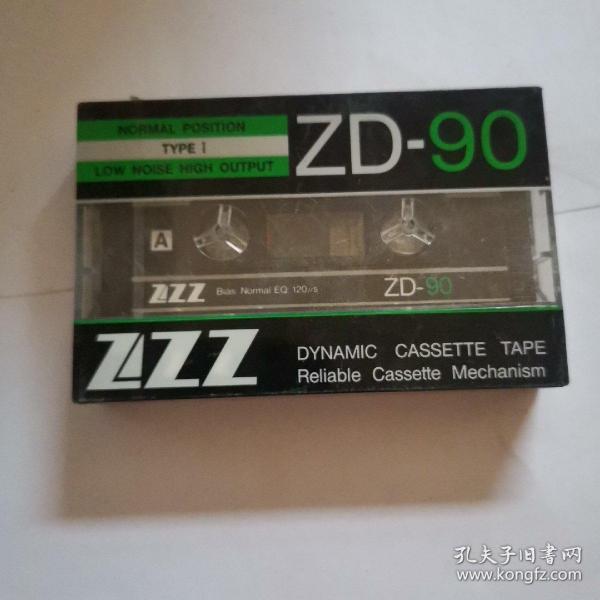 NORMAL POSITION
TYPE I
LOW NOISE HIGH OUTPUT
ZD-90
A
ZZZ Bias Normal EQ 120µs ZD-90
ZZZ
DYNAMIC CASSETTE TAPE
Reliable Cassette Mechanism
孔夫子旧书网
www.kongfz.com